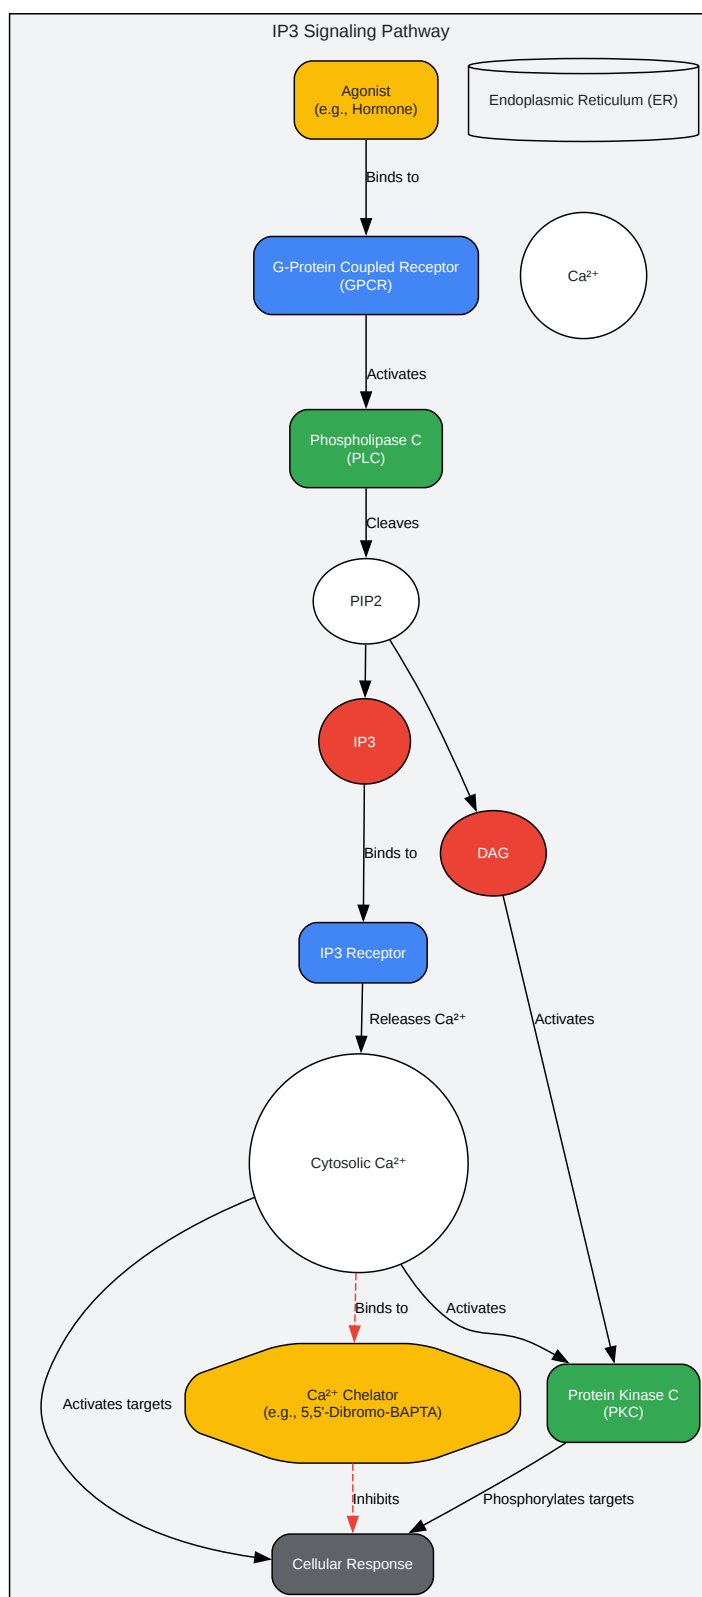 IP3 Signaling Pathway
Agonist
(e.g., Hormone)
Endoplasmic Reticulum (ER)
Binds to
G-Protein Coupled Receptor
(GPCR)
Ca²⁺
Activates
Phospholipase C
(PLC)
Cleaves
PIP2
IP3
DAG
Binds to
IP3 Receptor
Releases Ca²⁺
Activates
Cytosolic Ca²⁺
Binds to
Activates
Activates targets
Ca²⁺ Chelator
(e.g., 5,5'-Dibromo-BAPTA)
Protein Kinase C
(PKC)
Inhibits
Phosphorylates targets
Cellular Response